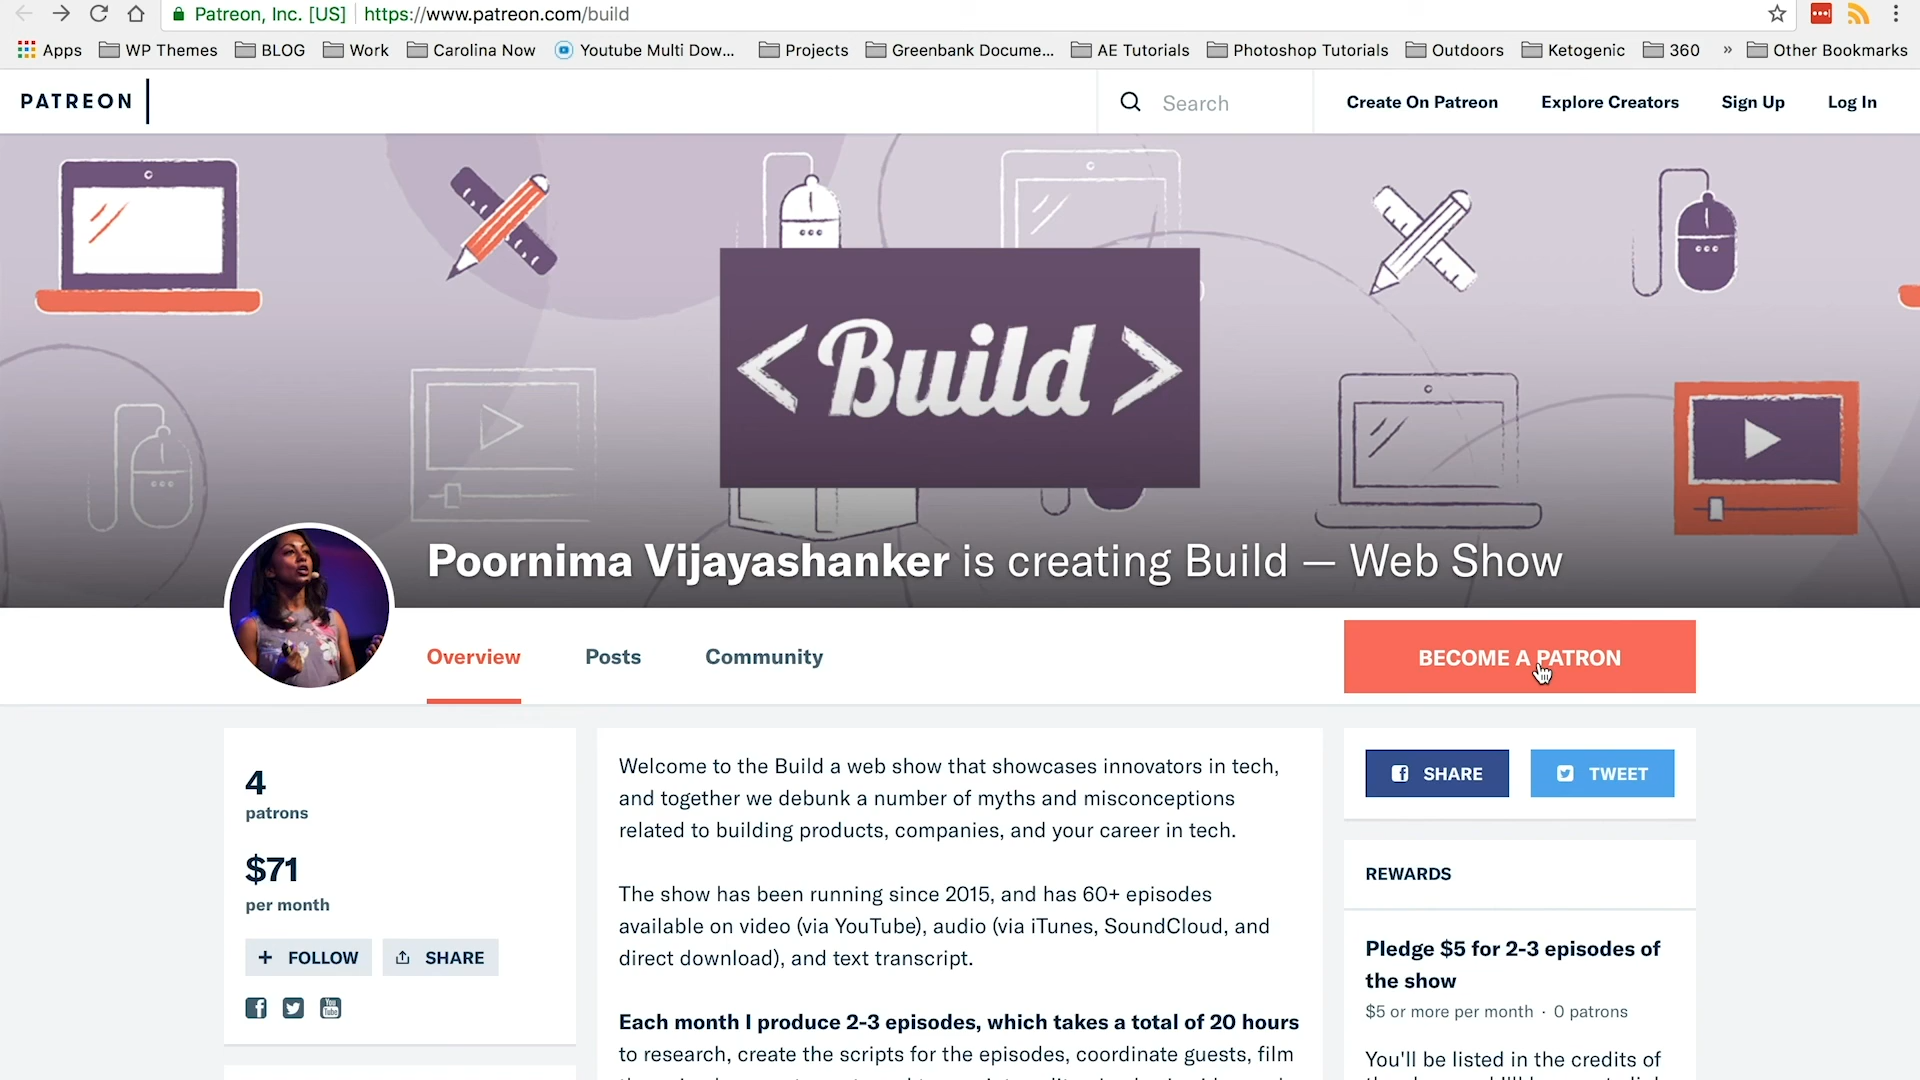 Patreon, Inc. [US]
https://www.patreon.com/build
Apps
WP Themes
BLOG
Work
Carolina Now
Youtube Multi Dow...
Projects
Greenbank Docume...
AE Tutorials
Photoshop Tutorials
Outdoors
Ketogenic
360
»
Other Bookmarks
PATREON
Search
Create On Patreon
Explore Creators
Sign Up
Log In
<Build>
Poornima Vijayashanker is creating Build — Web Show
Overview
Posts
Community
BECOME A PATRON
4
patrons
$71
per month
+ FOLLOW
SHARE
You
Tube
Welcome to the Build a web show that showcases innovators in tech,
and together we debunk a number of myths and misconceptions
related to building products, companies, and your career in tech.
The show has been running since 2015, and has 60+ episodes
available on video (via YouTube), audio (via iTunes, SoundCloud, and
direct download), and text transcript.
Each month I produce 2-3 episodes, which takes a total of 20 hours
to research, create the scripts for the episodes, coordinate guests, film
SHARE
TWEET
REWARDS
Pledge $5 for 2-3 episodes of
the show
$5 or more per month · 0 patrons
You'll be listed in the credits of